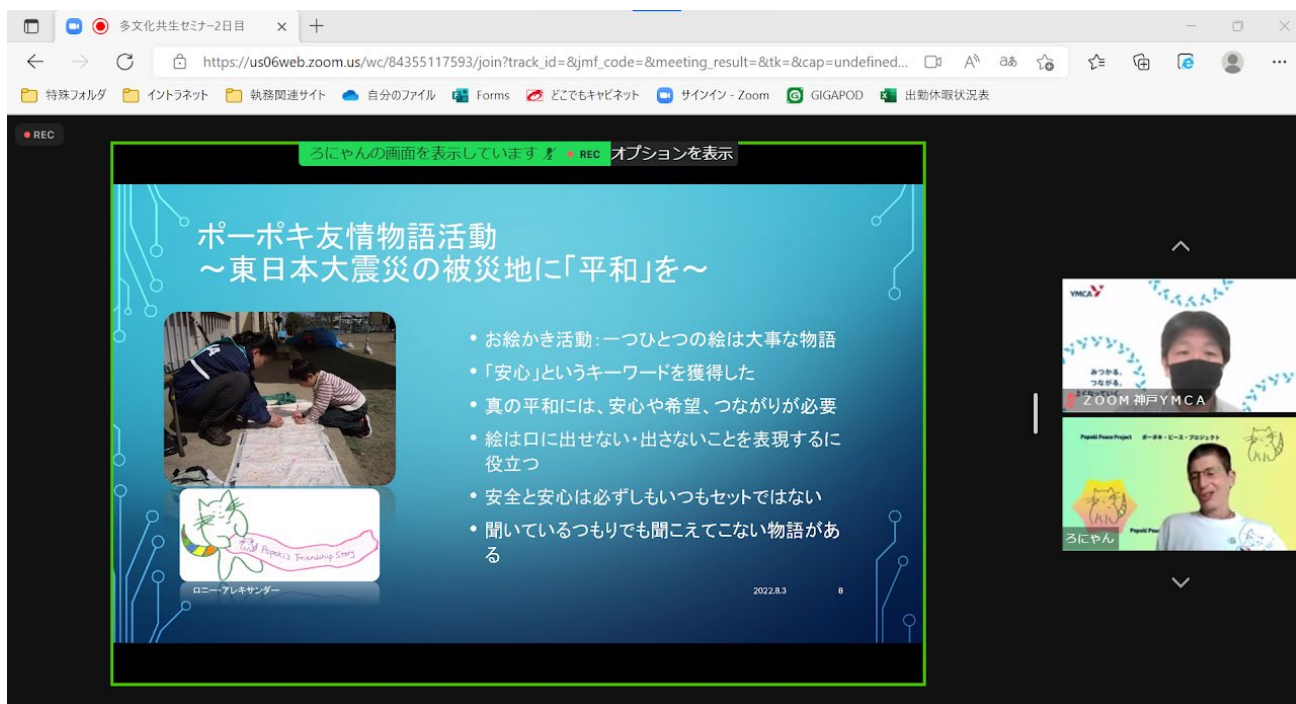 多文化共生セミナー2日目
https://us06web.zoom.us/wc/84355117593/join?track_id=&jmf_code=&meeting_result=&tk=&cap=undefined...
特殊フォルダ イントラネット 執務関連サイト 自分のファイル Forms どこでもキャビネット サインイン - Zoom GIGAPOD 出勤休暇状況表
REC
ろにゃんの画面を表示しています REC オプションを表示
ポーポキ友情物語活動
～東日本大震災の被災地に「平和」を～
• お絵かき活動：一つひとつの絵は大事な物語
• 「安心」というキーワードを獲得した
• 真の平和には、安心や希望、つながりが必要
• 絵は口に出せない・出さないことを表現するに
役立つ
• 安全と安心は必ずしもいつもセットではない
• 聞いているつもりでも聞こえてこない物語があ
る
Popoki's Friendship Story
ロニー・アレキサンダー
2022.8.3 8
YMCA
みつかる。
つながる。
よくなっていく。
ZOOM 神戸YMCA
Popoki Peace Project ポーポキ・ピース・プロジェクト
ろにゃん